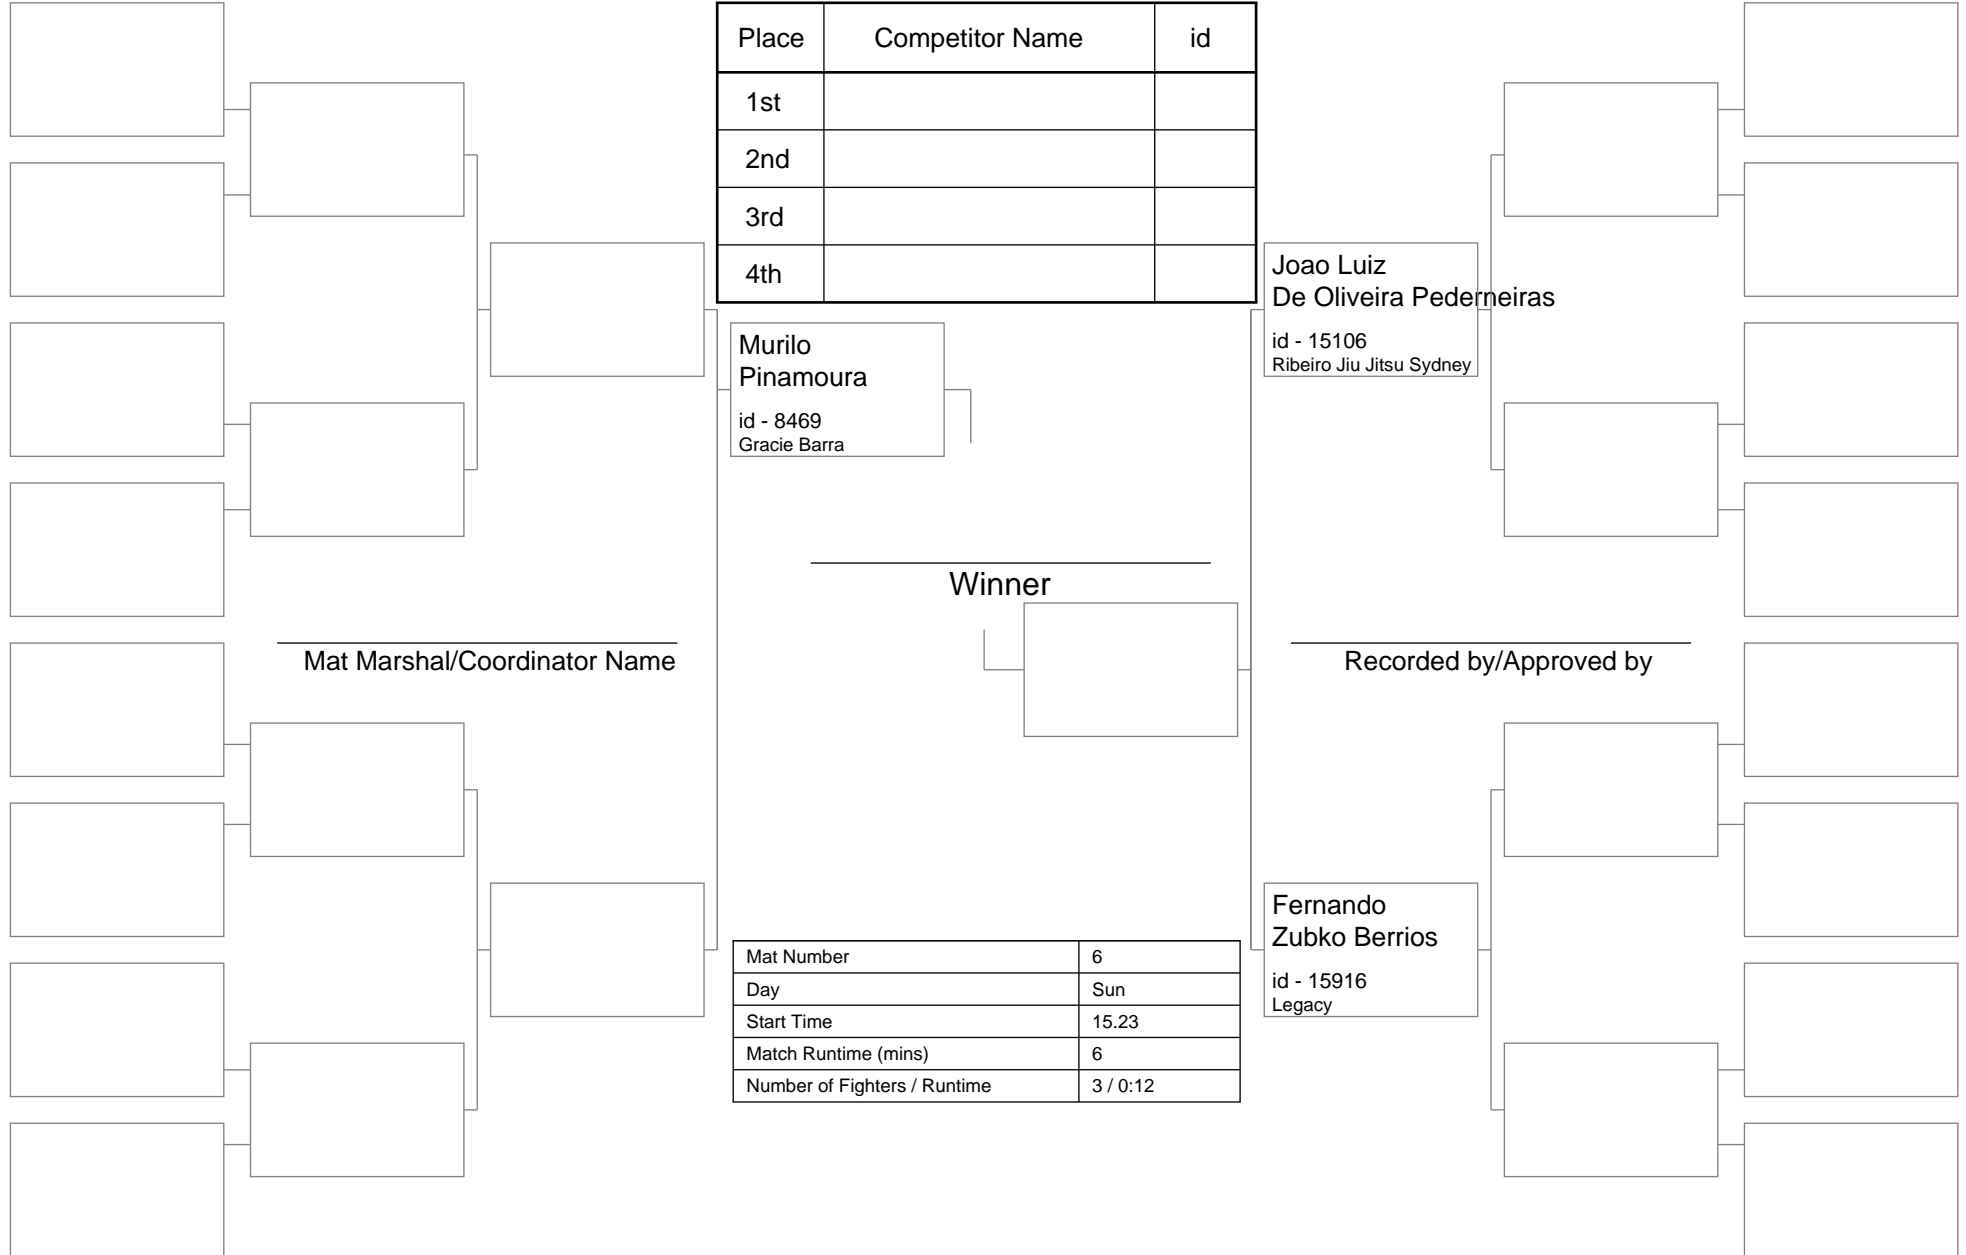 Place Competitor Name id
1st
2nd
3rd
4th
Joao Luiz
De Oliveira Pederneiras
id - 15106
Ribeiro Jiu Jitsu Sydney
Murilo
Pinamoura
id - 8469
Gracie Barra
Winner
Mat Marshal/Coordinator Name
Recorded by/Approved by
Fernando
Zubko Berrios
id - 15916
Legacy
Mat Number 6
Day Sun
Start Time 15.23
Match Runtime (mins) 6
Number of Fighters / Runtime 3 / 0:12